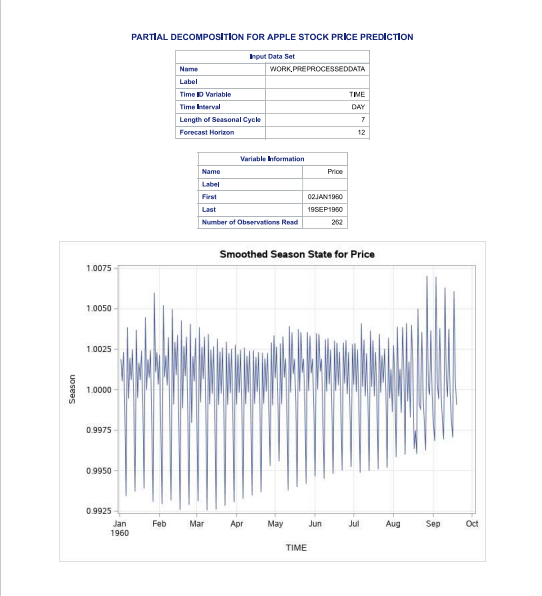 PARTIAL DECOMPOSITION FOR APPLE STOCK PRICE PREDICTION
Input Data Set
Name WORK.PREPROCESSEDDATA
Label
Time ID Variable TIME
Time Interval DAY
Length of Seasonal Cycle 7
Forecast Horizon 12
Variable Information
Name Price
Label
First 02JAN1960
Last 19SEP1960
Number of Observations Read 262
Smoothed Season State for Price
1.0075
1.0050
1.0025
1.0000
0.9975
0.9950
0.9925
Season
Jan Feb Mar Apr May Jun Jul Aug Sep Oct
1960
TIME